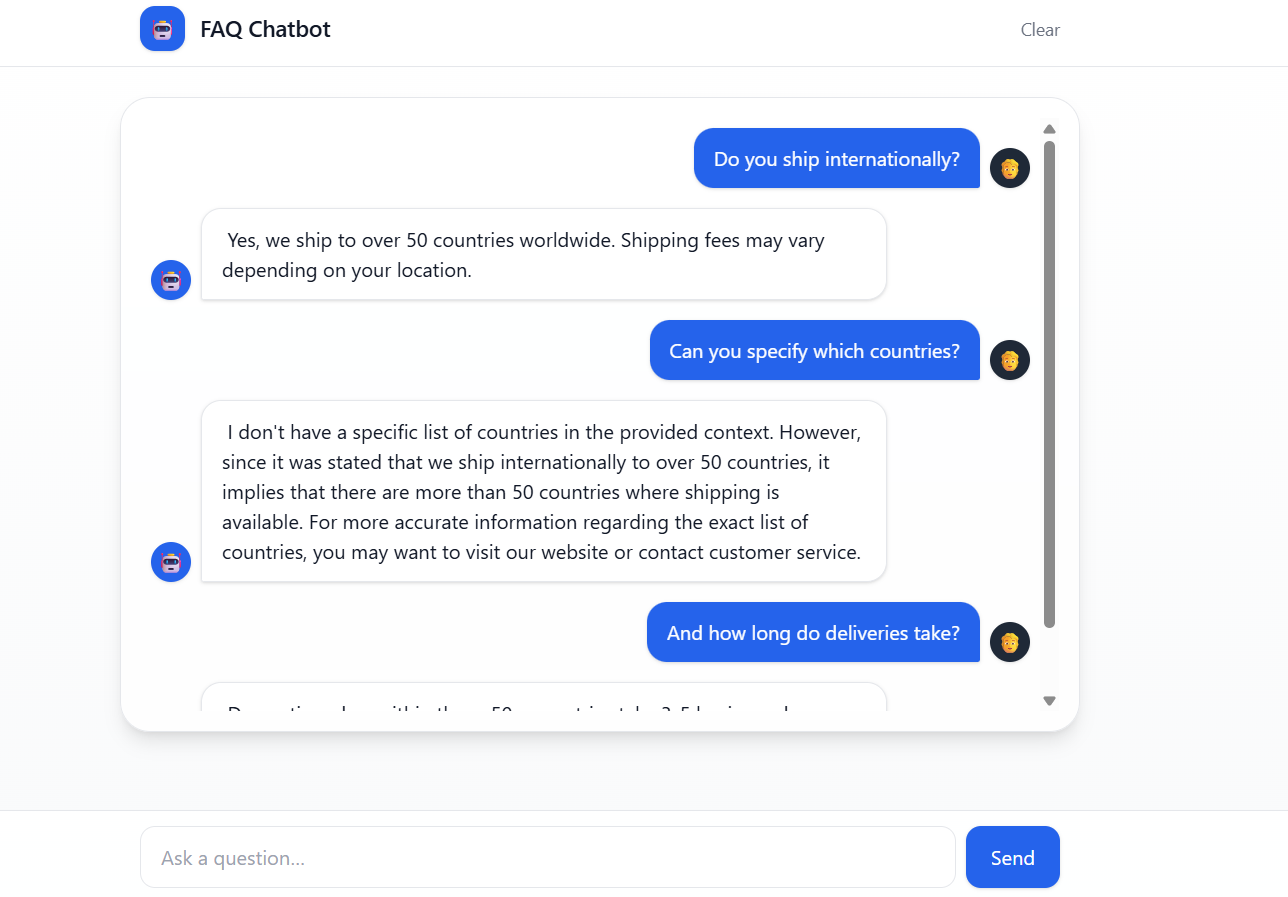 FAQ Chatbot
Clear
Do you ship internationally?
Yes, we ship to over 50 countries worldwide. Shipping fees may vary
depending on your location.
Can you specify which countries?
I don't have a specific list of countries in the provided context. However,
since it was stated that we ship internationally to over 50 countries, it
implies that there are more than 50 countries where shipping is
available. For more accurate information regarding the exact list of
countries, you may want to visit our website or contact customer service.
And how long do deliveries take?
Ask a question...
Send